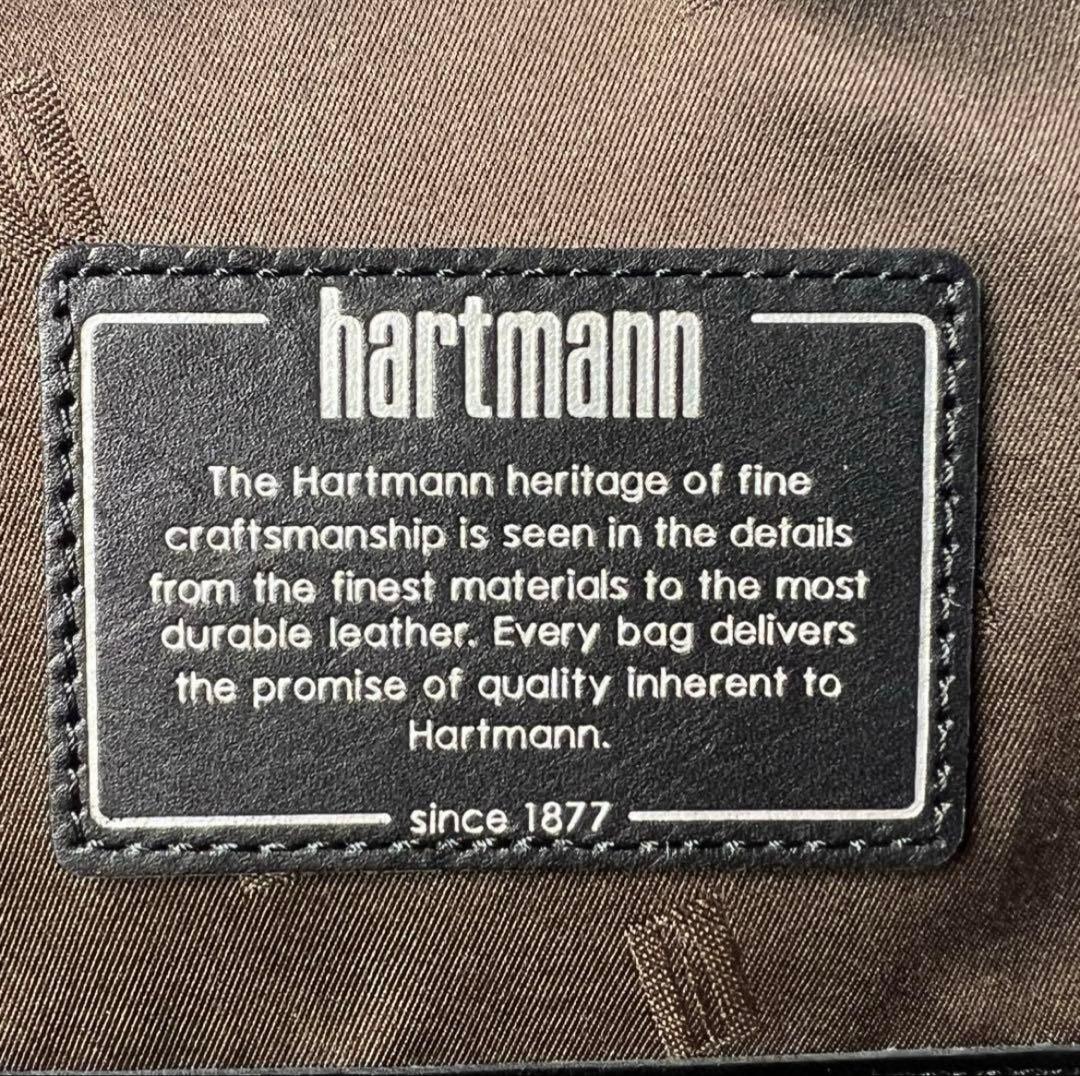 hartmann
The Hartmann heritage of fine
craftsmanship is seen in the details
from the finest materials to the most
durable leather. Every bag delivers
the promise of quality inherent to
Hartmann.
since 1877